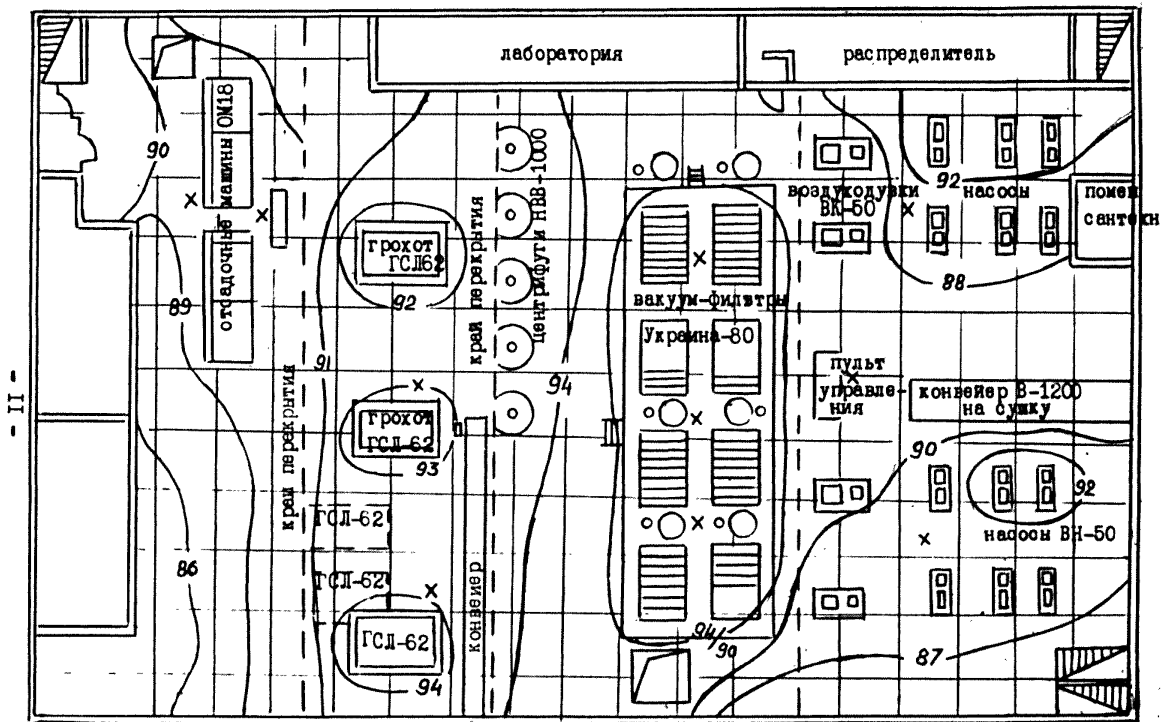 лаборатория
распределитель
90
отсадочные машины ОМ18
89
86
- II -
край перекрытия
91
грохот
ГСЛ62
92
грохот
ГСЛ-62
93
ГСЛ-62
ГСЛ-62
ГСЛ-62
94
край перекрытия
центрифуги НВВ-1000
конвейер
94
вакуум-фильтры
Украина-80
94/90
воздуходувки
ВК-50
92
насосы
помещ
сантехн
88
пульт
управле-
ния
конвейер В-1200
на сушку
90
92
насосы ВН-50
87